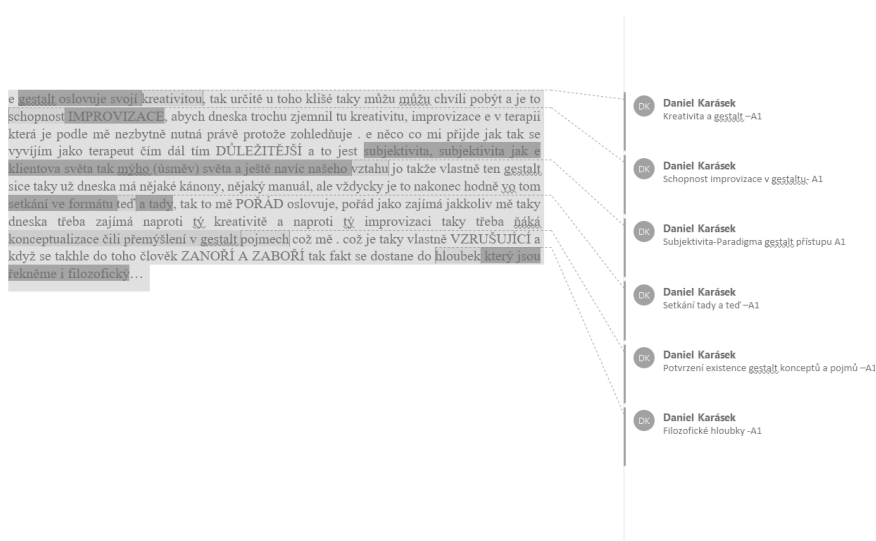 e gestalt oslovuje svojí kreativitou, tak určitě u toho klišé taky můžu můžu chvíli pobýt a je to
schopnost IMPROVIZACE, abych dneska trochu zjemnil tu kreativitu, improvizace e v terapii
která je podle mě nezbytně nutná právě protože zohledňuje . e něco co mi přijde jak tak se
vyvíjim jako terapeut čím dál tím DŮLEŽITĚJŠÍ a to jest subjektivita, subjektivita jak e
klientova světa tak mýho (úsměv) světa a ještě navíc našeho vztahu jo takže vlastně ten gestalt
sice taky už dneska má nějaké kánony, nějaký manuál, ale vždycky je to nakonec hodně vo tom
setkání ve formátu teď a tady, tak to mě POŘÁD oslovuje, pořád jako zajímá jakkoliv mě taky
dneska třeba zajímá naproti tý kreativitě a naproti tý improvizaci taky třeba ňáká
konceptualizace čili přemýšlení v gestalt pojmech což mě . což je taky vlastně VZRUŠUJÍCÍ a
když se takhle do toho člověk ZANOŘÍ A ZABOŘÍ tak fakt se dostane do hloubek který jsou
řekněme i filozofický…
DK Daniel Karásek
Kreativita a gestalt –A1
DK Daniel Karásek
Schopnost improvizace v gestaltu- A1
DK Daniel Karásek
Subjektivita-Paradigma gestalt přístupu A1
DK Daniel Karásek
Setkání tady a teď –A1
DK Daniel Karásek
Potvrzení existence gestalt konceptů a pojmů –A1
DK Daniel Karásek
Filozofické hloubky -A1